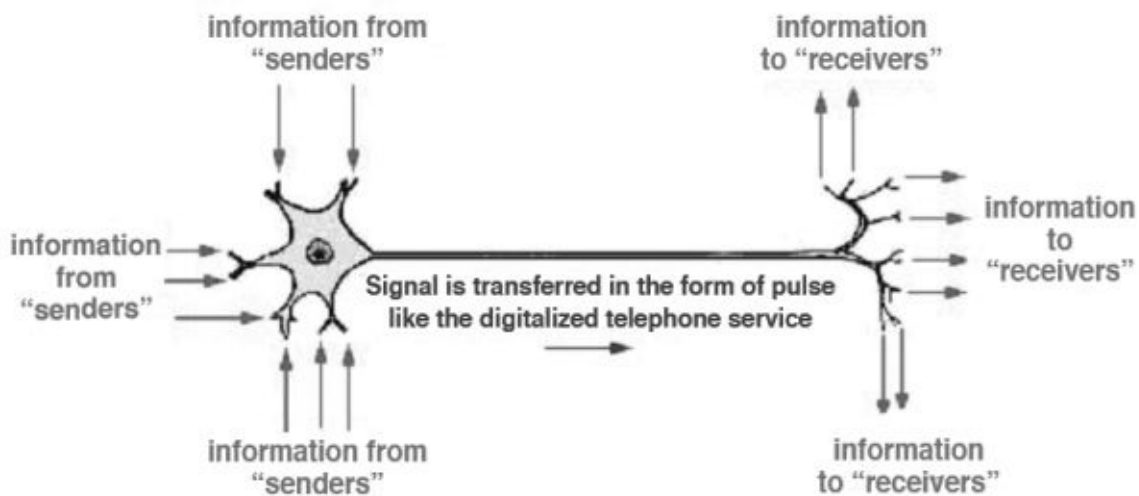 information from
“senders”
information
to “receivers”
information
from
“senders”
information
to
“receivers”
Signal is transferred in the form of pulse
like the digitalized telephone service
information from
“senders”
information
to “receivers”